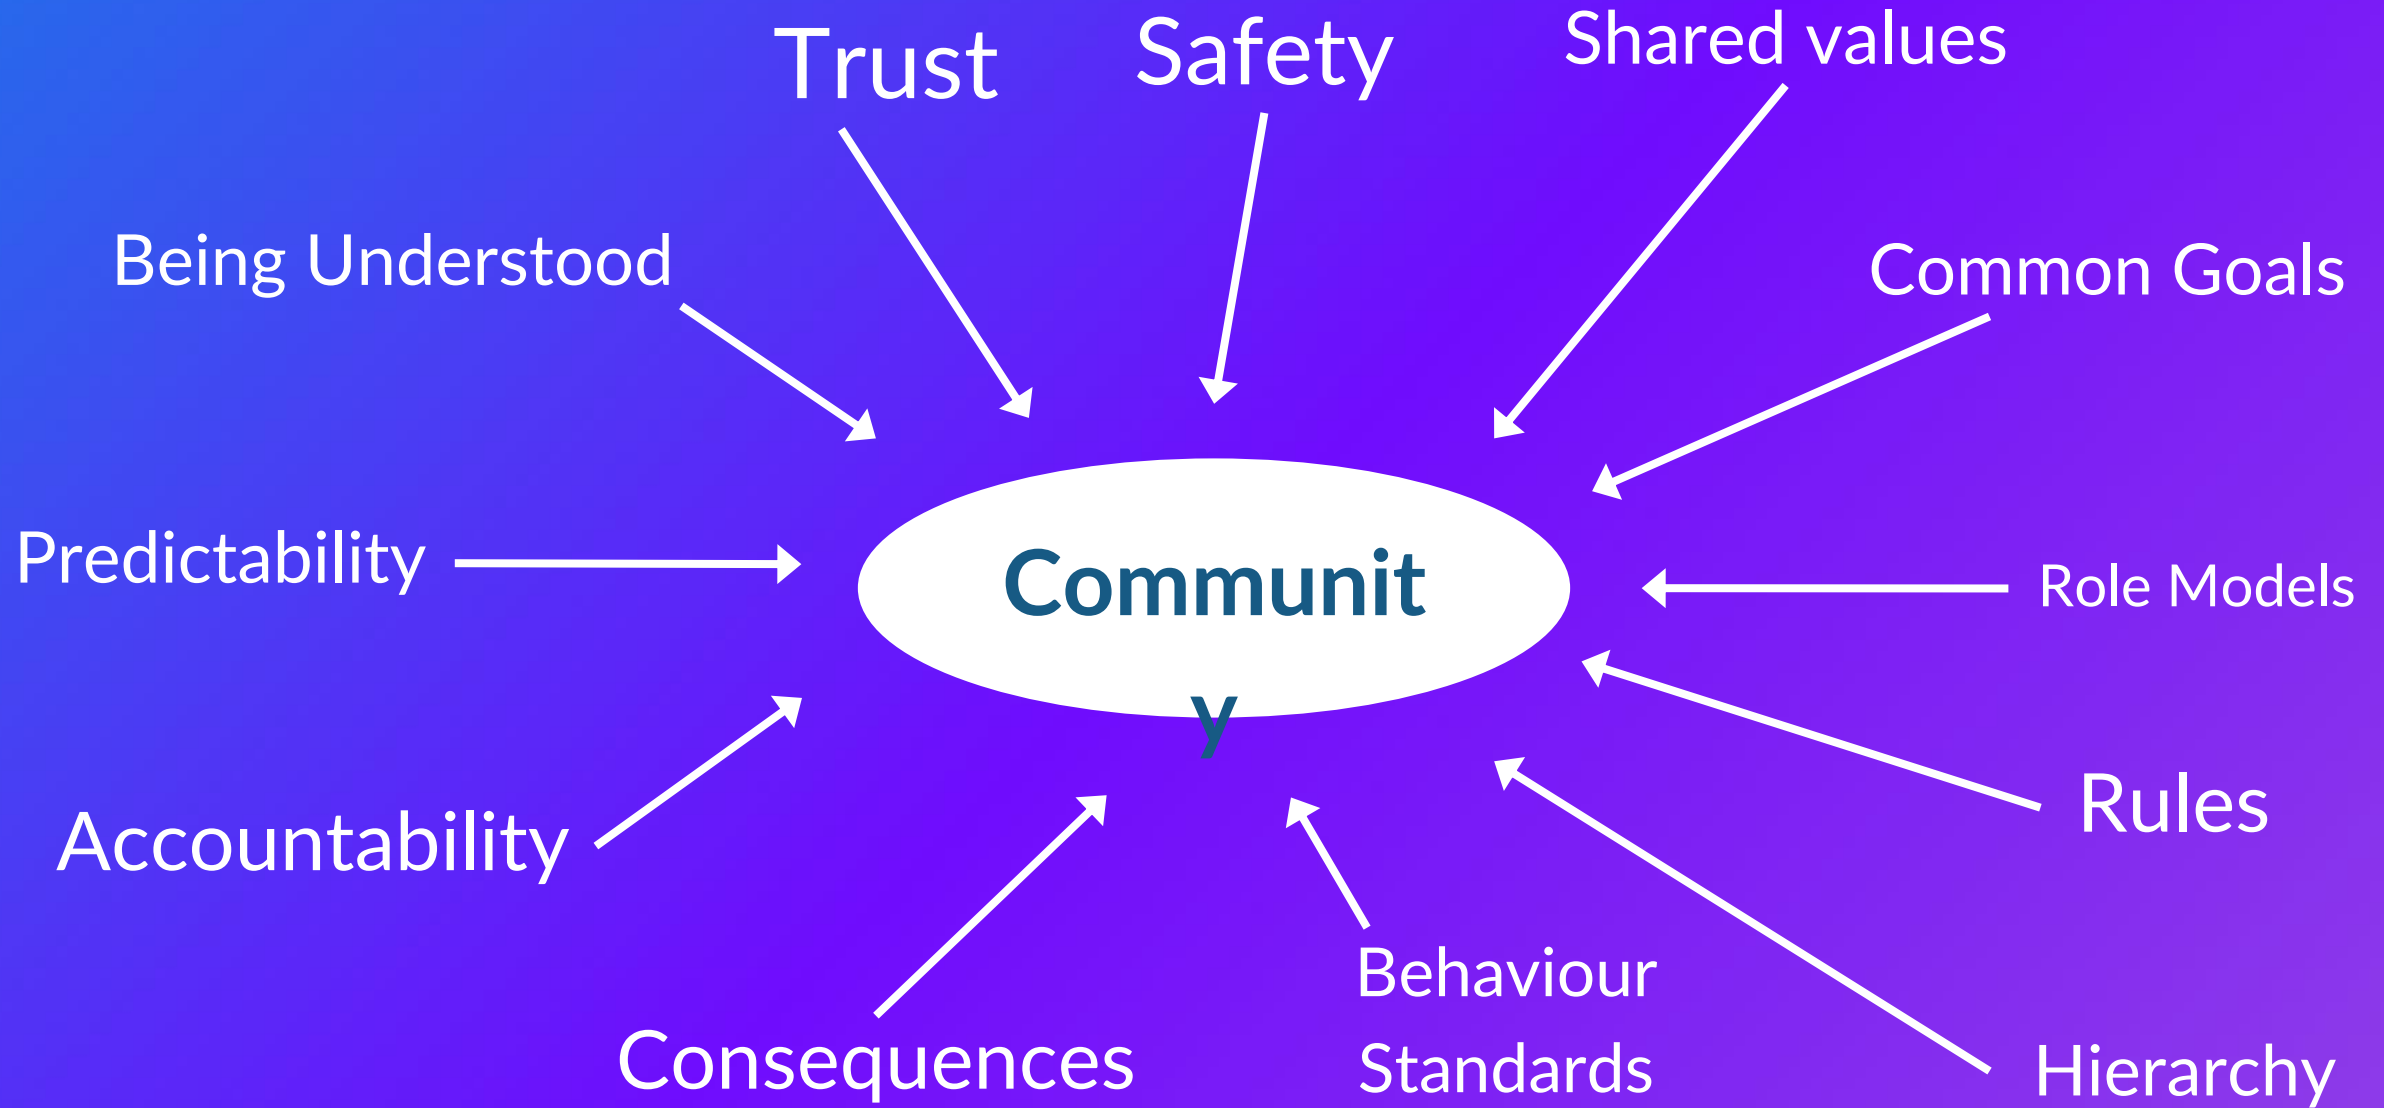 Trust
Safety
Shared values
Being Understood
Common Goals
Predictability
Communit
y
Role Models
Accountability
Rules
Consequences
Behaviour
Standards
Hierarchy